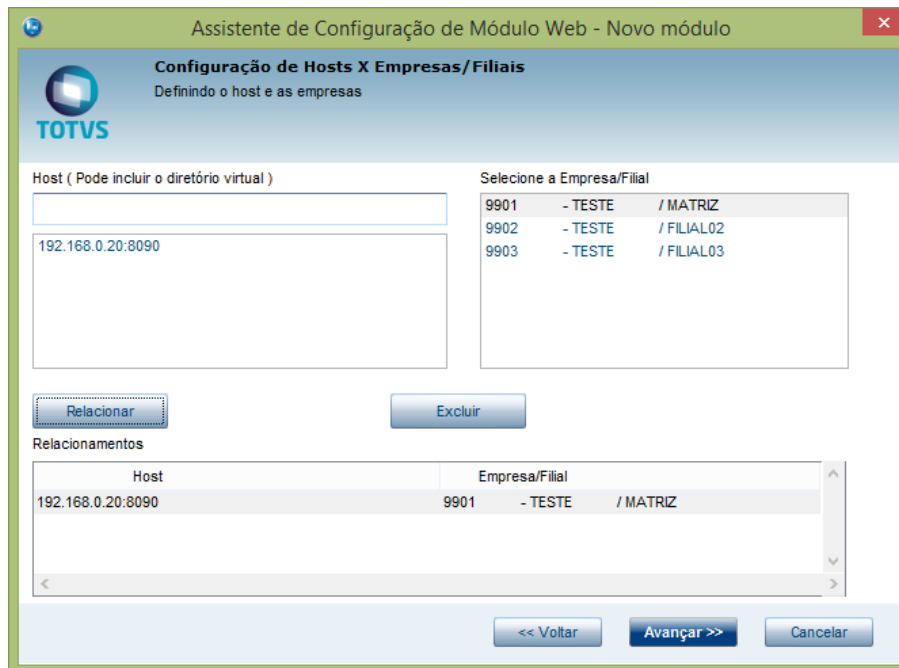 Assistente de Configuração de Módulo Web - Novo módulo
×
TOTVS
Configuração de Hosts X Empresas/Filiais
Definindo o host e as empresas
Host ( Pode incluir o diretório virtual )
192.168.0.20:8090
Selecione a Empresa/Filial
9901 - TESTE / MATRIZ
9902 - TESTE / FILIAL02
9903 - TESTE / FILIAL03
Relacionar
Excluir
Relacionamentos
Host Empresa/Filial
192.168.0.20:8090 9901 - TESTE / MATRIZ
<< Voltar
Avançar >>
Cancelar